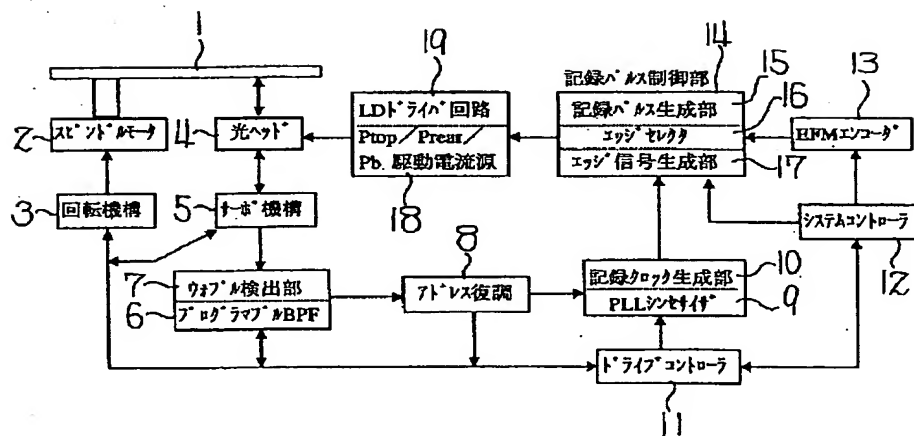 1
19
14
記録パルス制御部
15
13
LDドライバ回路
記録パルス生成部
16
2
スピンドルモータ
4
光ヘッド
Ptop／Prear／
エッジセレクタ
EFMエンコーダ
Pb. 駆動電流源
エッジ信号生成部
17
3
回転機構
5
サーボ機構
18
8
システムコントローラ
12
7
ウォブル検出部
アドレス復調
記録クロック生成部
10
6
プログラマブルBPF
PLLシンセサイザ
9
ドライブコントローラ
11